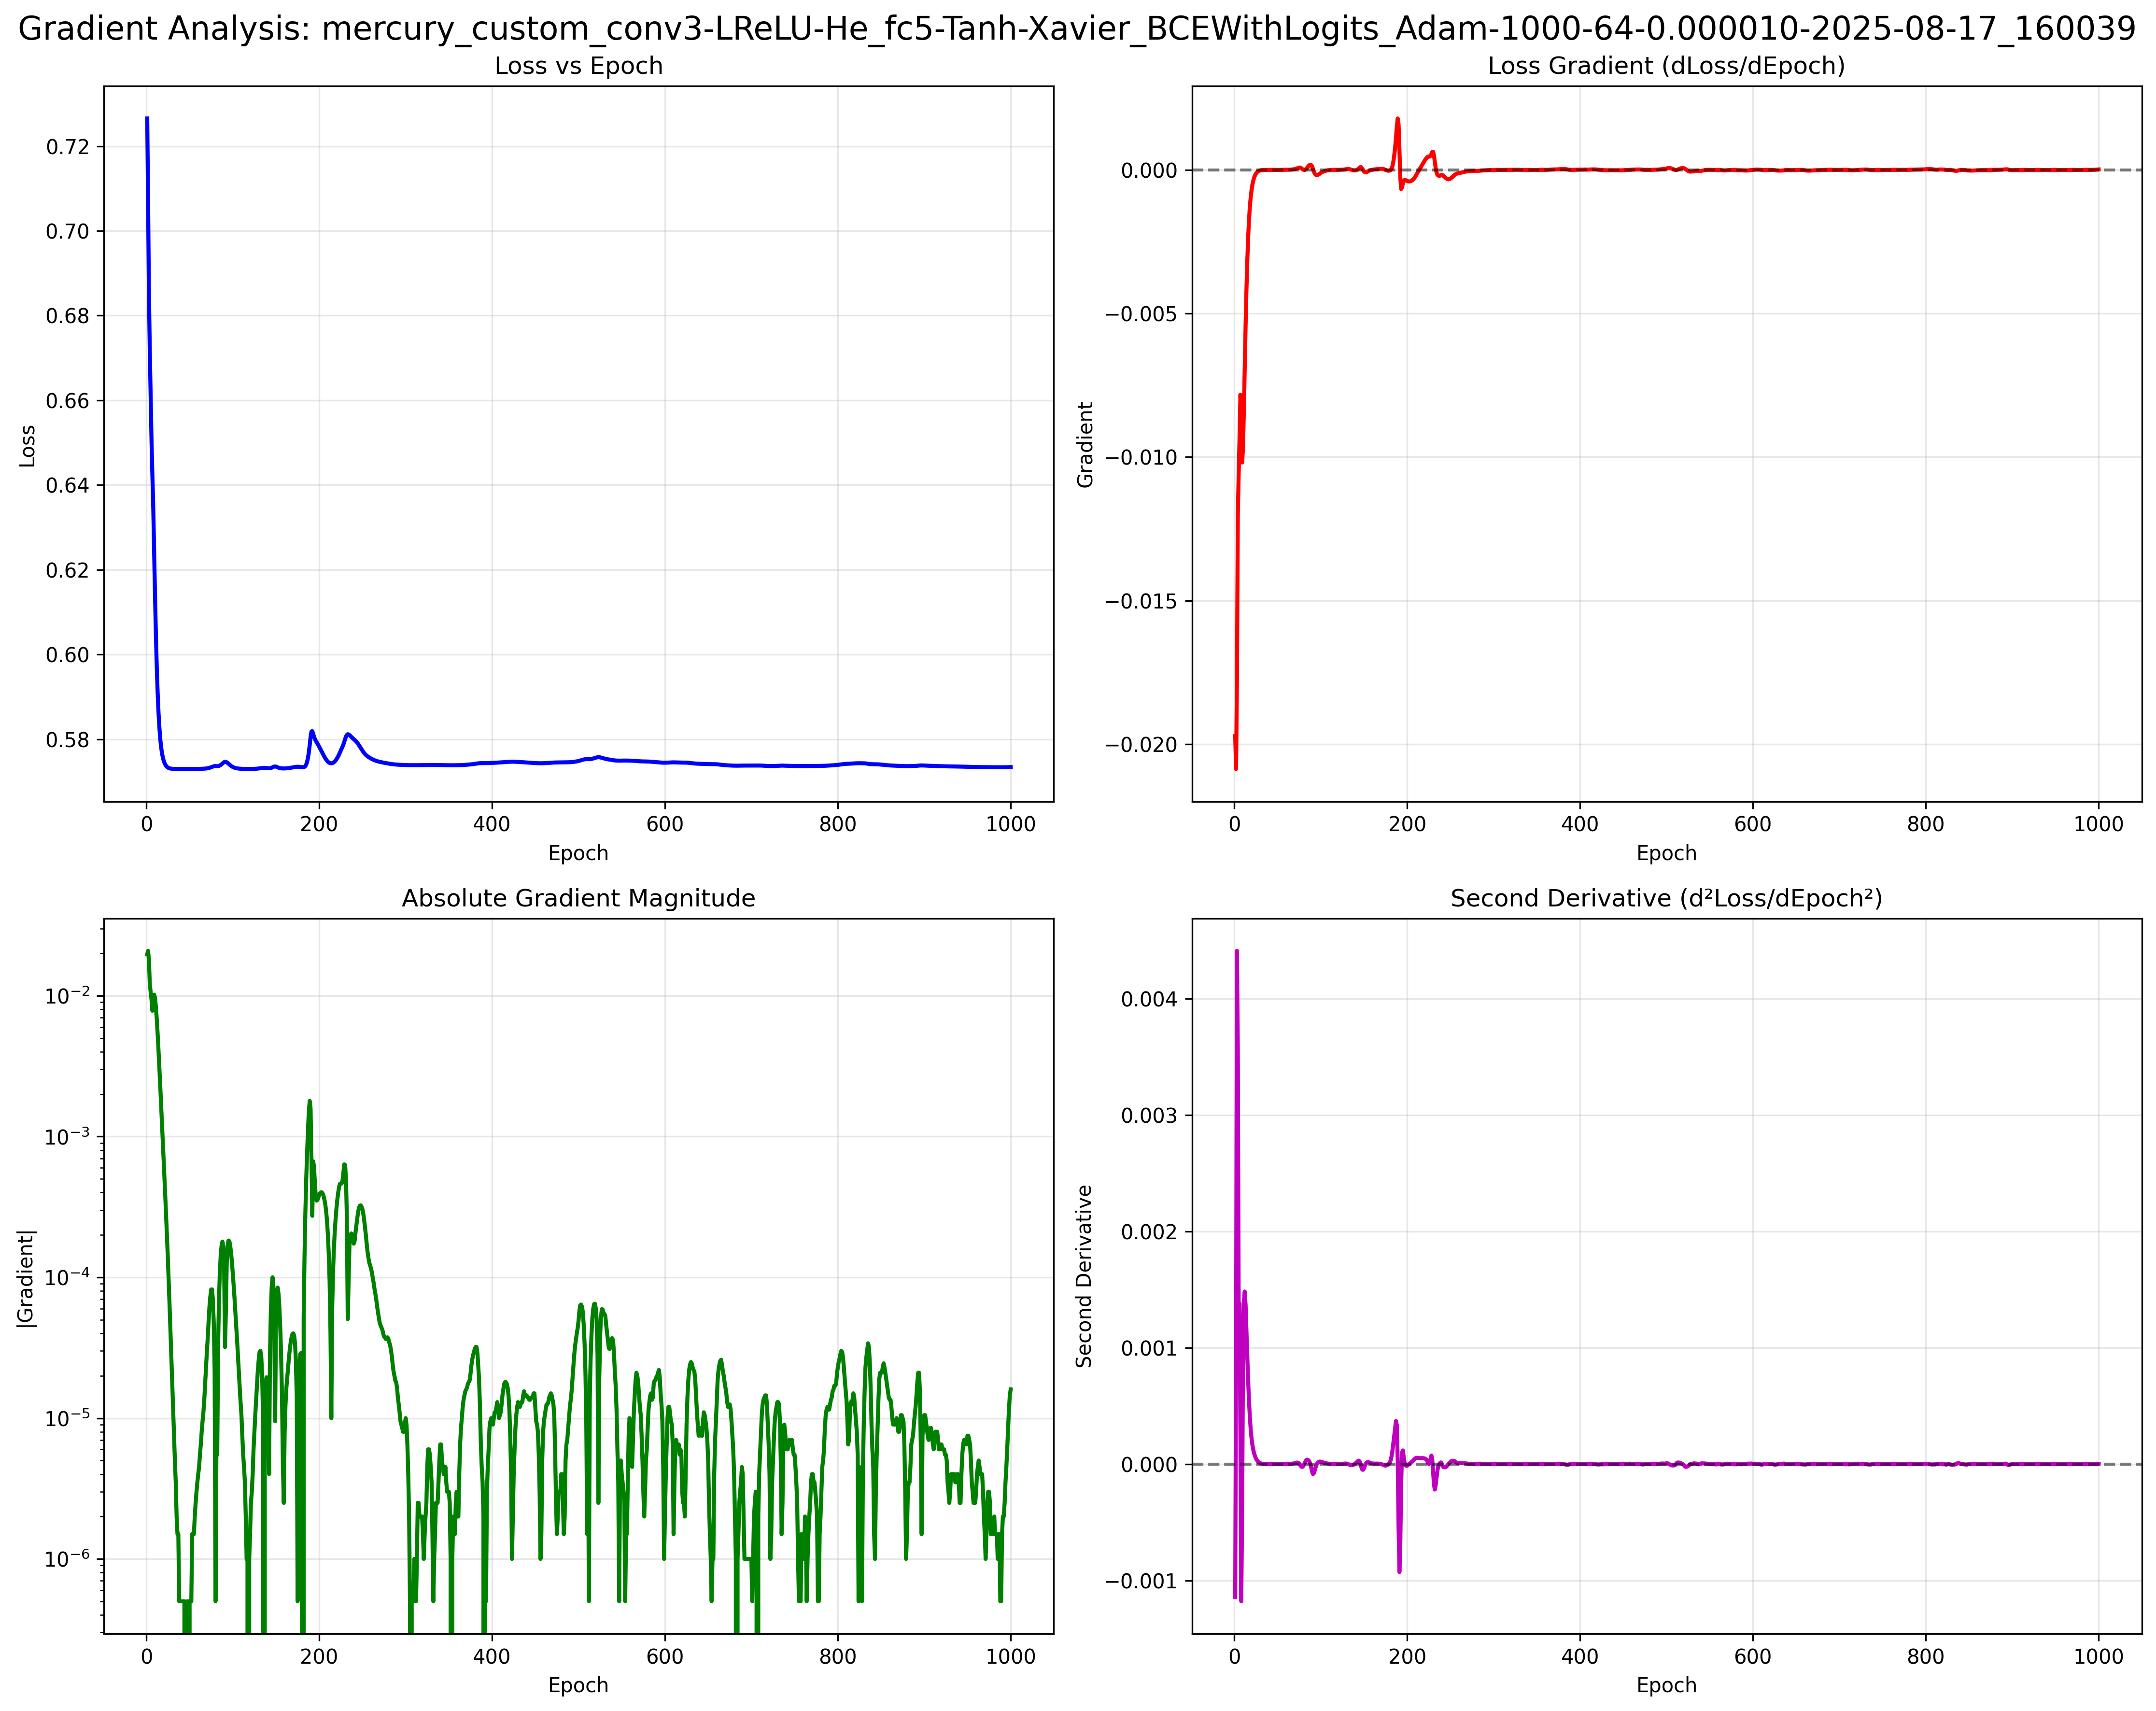 Gradient Analysis: mercury_custom_conv3-LReLU-He_fc5-Tanh-Xavier_BCEWithLogits_Adam-1000-64-0.000010-2025-08-17_160039
Loss vs Epoch
0.72
0.70
0.68
0.66
0.64
0.62
0.60
0.58
Loss
0 200 400 600 800 1000
Epoch
Loss Gradient (dLoss/dEpoch)
0.000
−0.005
−0.010
−0.015
−0.020
Gradient
0 200 400 600 800 1000
Epoch
Absolute Gradient Magnitude
10⁻²
10⁻³
10⁻⁴
10⁻⁵
10⁻⁶
|Gradient|
0 200 400 600 800 1000
Epoch
Second Derivative (d²Loss/dEpoch²)
0.004
0.003
0.002
0.001
0.000
−0.001
Second Derivative
0 200 400 600 800 1000
Epoch